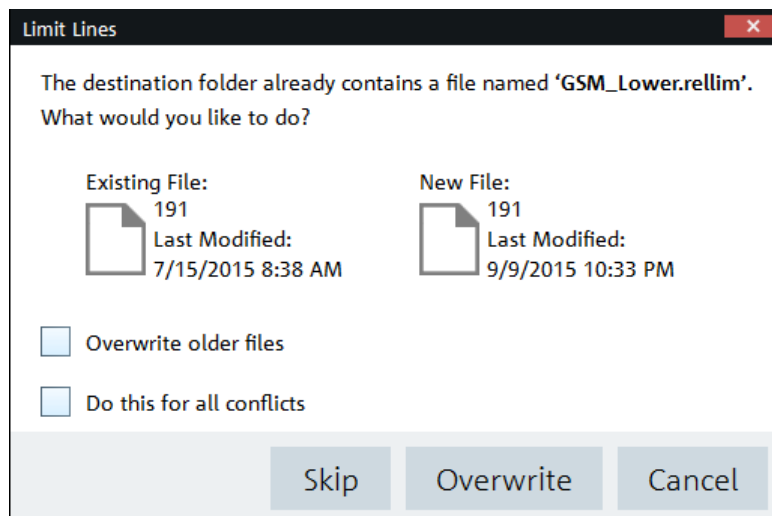 Limit Lines
The destination folder already contains a file named ‘GSM_Lower.rellim’.
What would you like to do?
Existing File:
191
Last Modified:
7/15/2015 8:38 AM
New File:
191
Last Modified:
9/9/2015 10:33 PM
Overwrite older files
Do this for all conflicts
Skip
Overwrite
Cancel